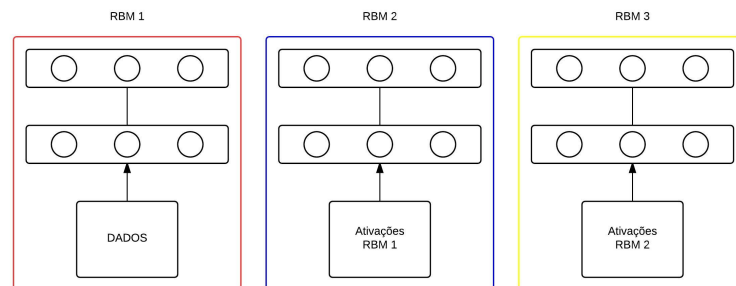 RBM 1
RBM 2
RBM 3
DADOS
Ativações
RBM 1
Ativações
RBM 2